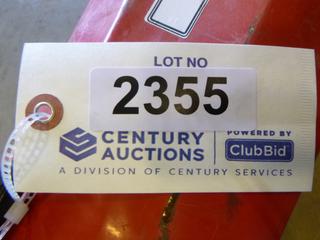 LOT NO
2355
CENTURY
AUCTIONS
POWERED BY
ClubBid
A DIVISION OF CENTURY SERVICES